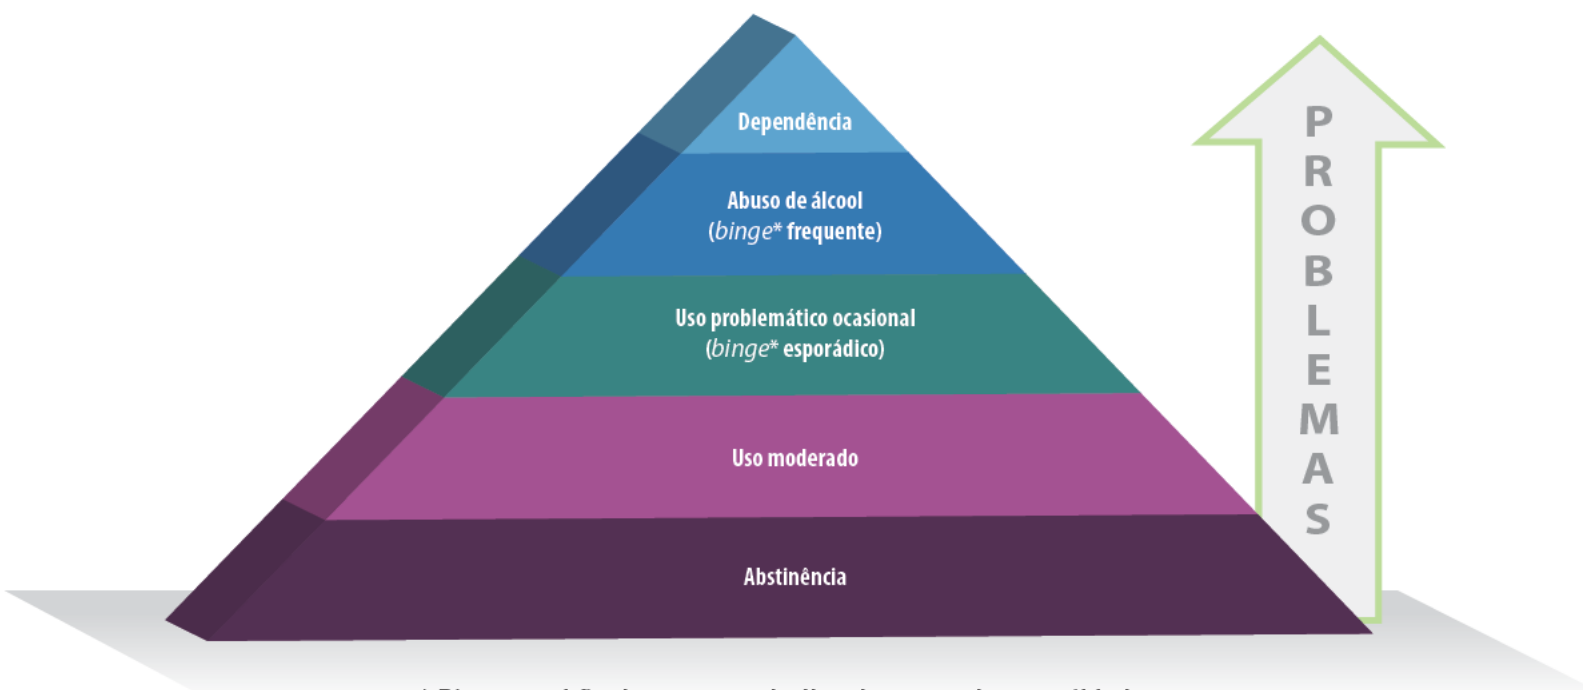 Dependência
Abuso de álcool
(binge* frequente)
Uso problemático ocasional
(binge* esporádico)
Uso moderado
Abstinência
PROBLEMAS